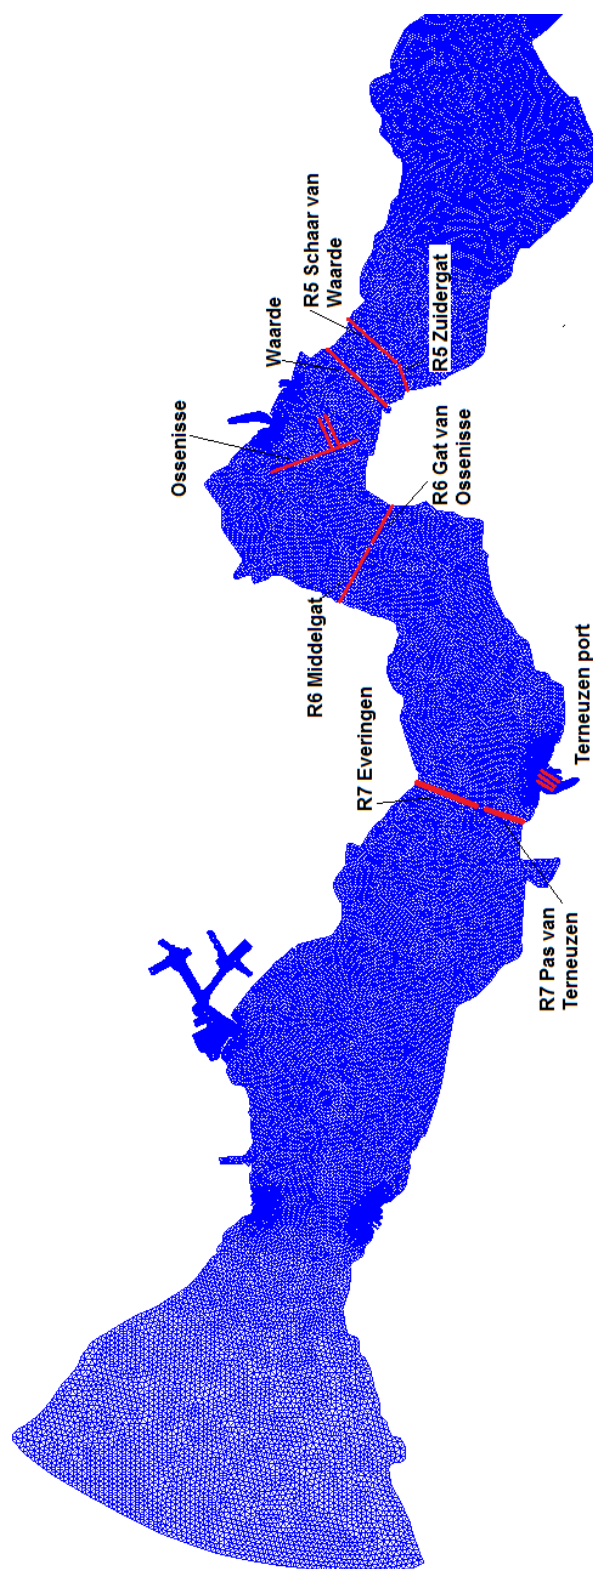 Ossenisse
Waarde
R5 Schaar van
Waarde
R5 Zuidergat
R6 Gat van
Ossenisse
R6 Middelgat
R7 Everingen
Terneuzen port
R7 Pas van
Terneuzen